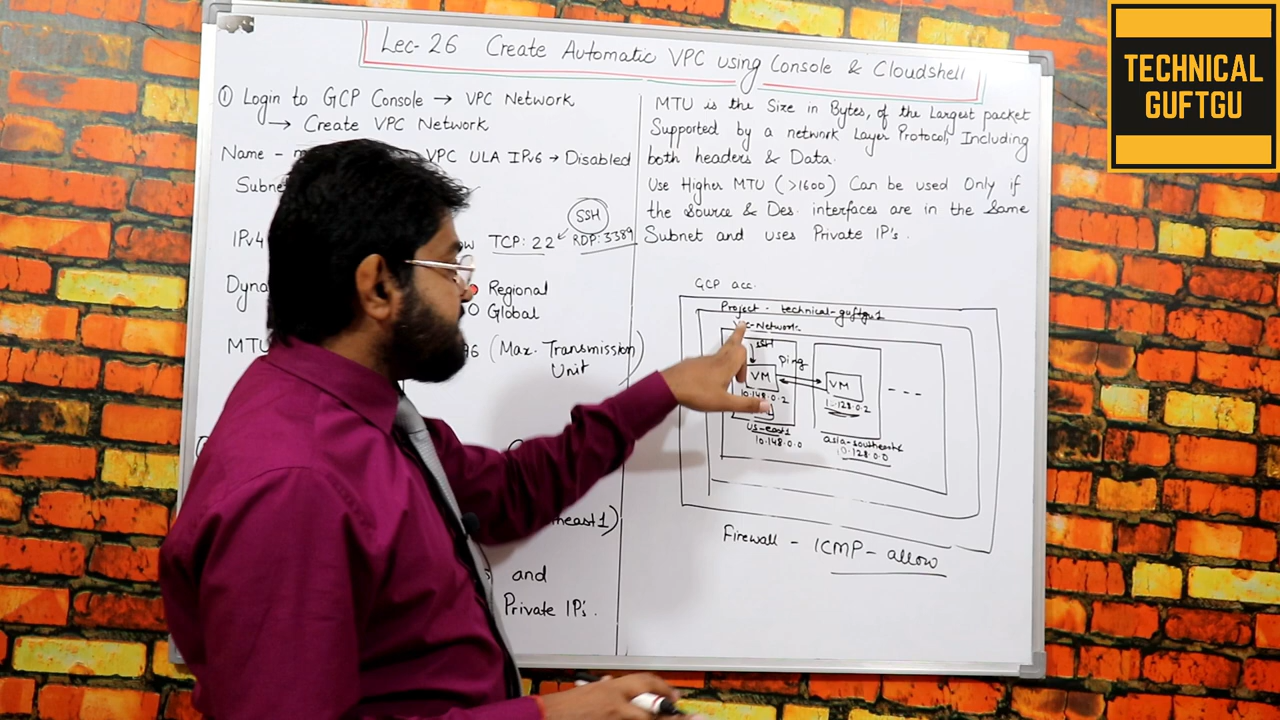 TECHNICAL
GUFTGU
Lec-26 Create Automatic VPC using Console & Cloudshell
① Login to GCP Console → VPC Network
→ Create VPC Network
Name - VPC ULA IPv6 → Disabled
Subne
SSH
IPv4 TCP: 22 RDP: 3389
Dyna Regional
Global
MTU 96 (Max. Transmission
Unit)
heast1)
and
Private IP's.
MTU is the Size in Bytes, of the Largest packet
Supported by a network Layer Protocol, Including
both headers & Data.
Use Higher MTU (>1600) Can be used Only if
the Source & Des. interfaces are in the Same
Subnet and uses Private IP's.
GCP acc.
Project - technical-guftgu1
c-Network
SSH
Ping
VM VM - - - -
10.148.0.2 10.128.0.2
us-east1 asia-southeast1
10.148.0.0 10.128.0.0
Firewall - ICMP - allow